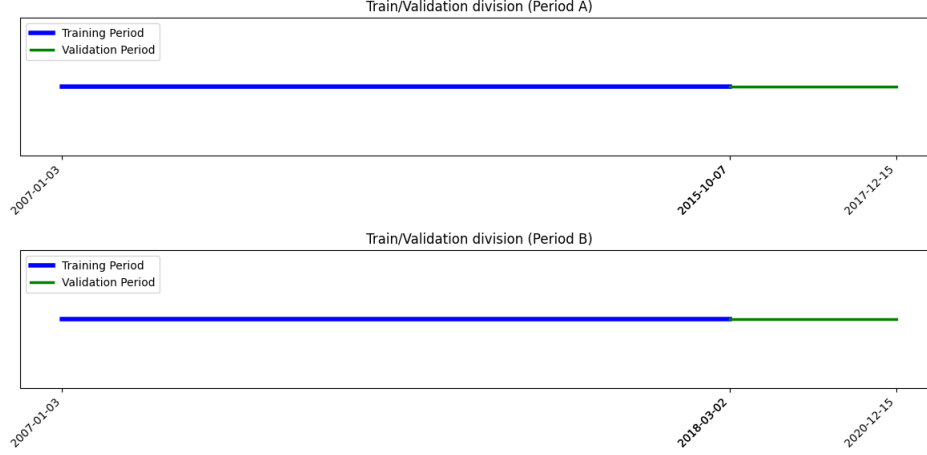 Train/Validation division (Period A)
Training Period
Validation Period
2007-01-03
2015-10-07
2017-12-15
Train/Validation division (Period B)
Training Period
Validation Period
2007-01-03
2018-03-02
2020-12-15